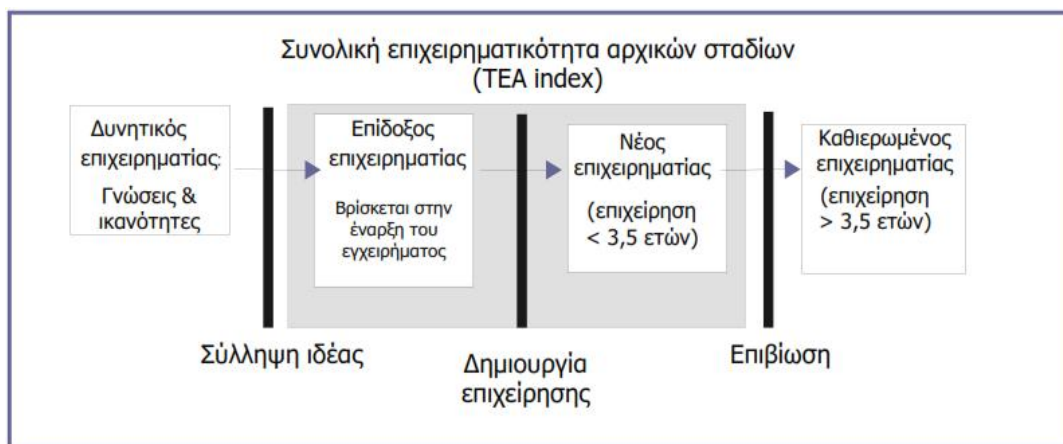 Συνολική επιχειρηματικότητα αρχικών σταδίων
(TEA index)
Δυνητικός
επιχειρηματίας:
Γνώσεις &
ικανότητες
Επίδοξος
επιχειρηματίας
Βρίσκεται στην
έναρξη του
εγχειρήματος
Νέος
επιχειρηματίας
(επιχείρηση
< 3,5 ετών)
Καθιερωμένος
επιχειρηματίας
(επιχείρηση
> 3,5 ετών)
Σύλληψη ιδέας
Δημιουργία
επιχείρησης
Επιβίωση